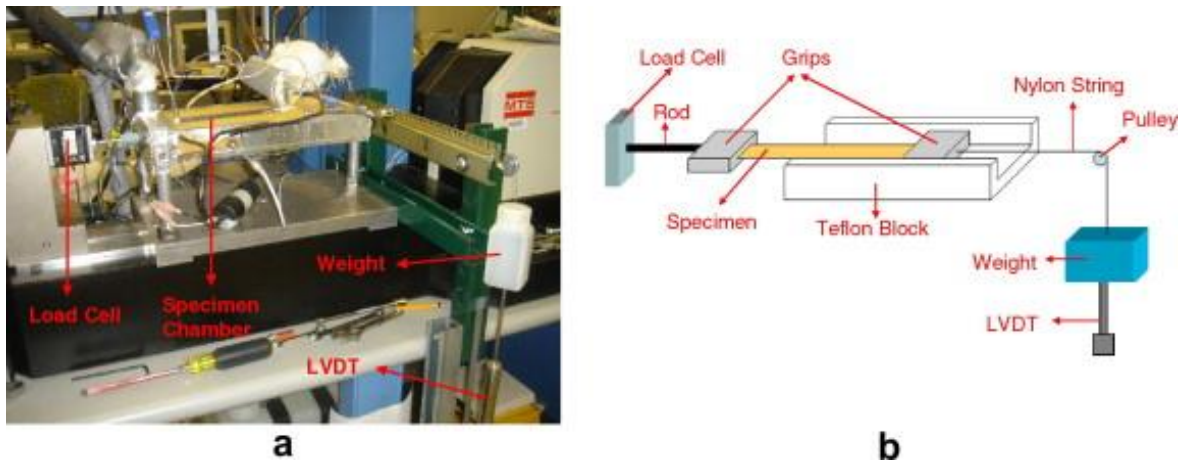 MTS
Weight
Load Cell
Specimen
Chamber
LVDT
a
Load Cell
Grips
Nylon String
Rod
Pulley
Specimen
Teflon Block
Weight
LVDT
b